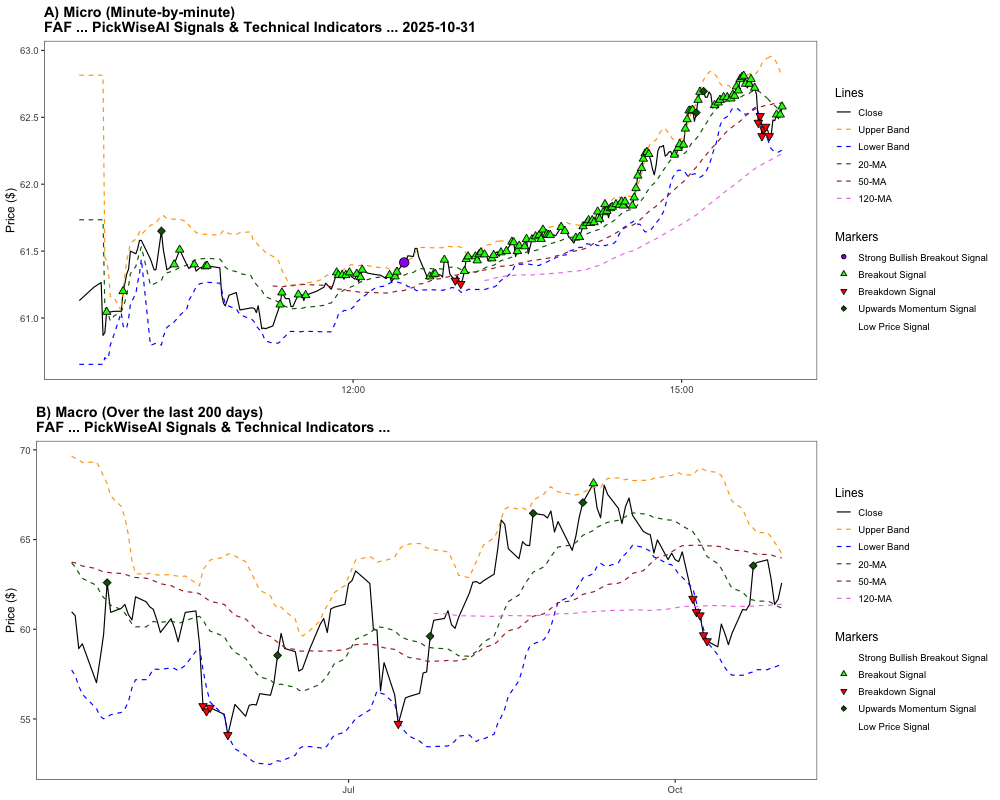 A) Micro (Minute-by-minute)
FAF ... PickWiseAI Signals & Technical Indicators ... 2025-10-31
Price ($)
63.0
62.5
62.0
61.5
61.0
12:00
15:00
Lines
Close
Upper Band
Lower Band
20-MA
50-MA
120-MA
Markers
Strong Bullish Breakout Signal
Breakout Signal
Breakdown Signal
Upwards Momentum Signal
Low Price Signal
B) Macro (Over the last 200 days)
FAF ... PickWiseAI Signals & Technical Indicators ...
Price ($)
70
65
60
55
Jul
Oct
Lines
Close
Upper Band
Lower Band
20-MA
50-MA
120-MA
Markers
Strong Bullish Breakout Signal
Breakout Signal
Breakdown Signal
Upwards Momentum Signal
Low Price Signal